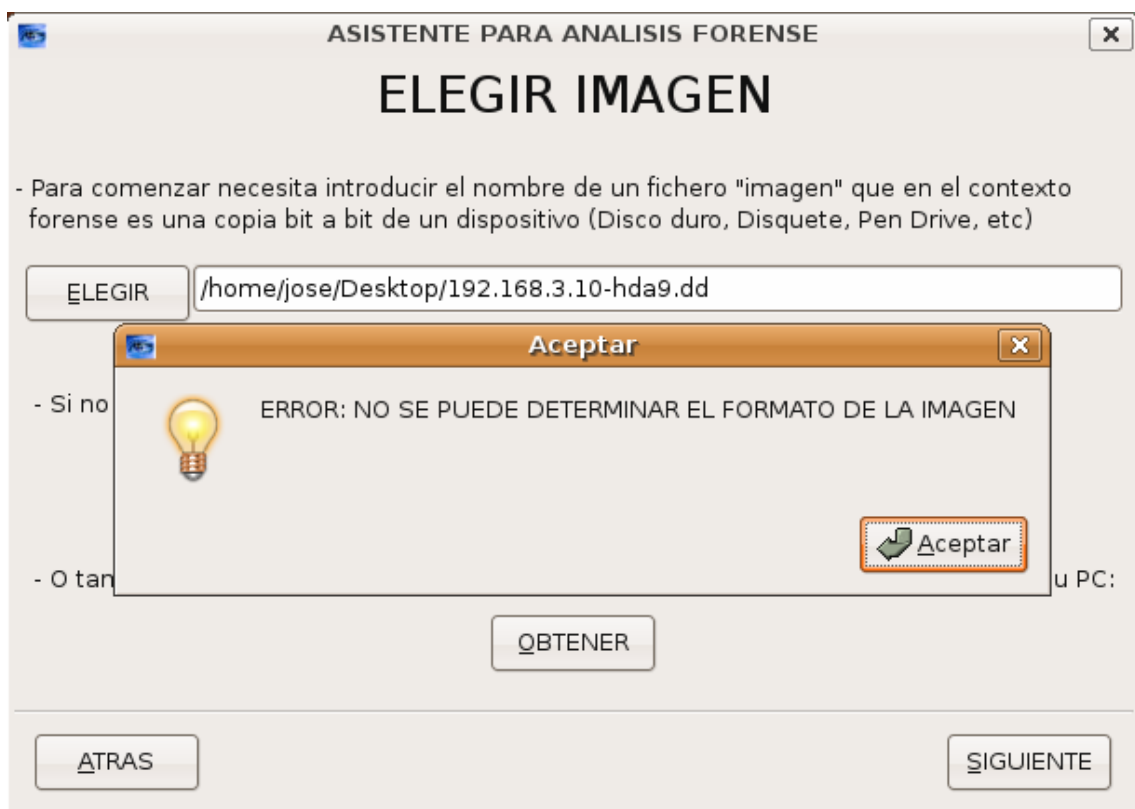 ASISTENTE PARA ANALISIS FORENSE
ELEGIR IMAGEN
- Para comenzar necesita introducir el nombre de un fichero "imagen" que en el contexto
forense es una copia bit a bit de un dispositivo (Disco duro, Disquete, Pen Drive, etc)
ELEGIR /home/jose/Desktop/192.168.3.10-hda9.dd
Aceptar
- Si no
ERROR: NO SE PUEDE DETERMINAR EL FORMATO DE LA IMAGEN
Aceptar
- O tan u PC:
OBTENER
ATRAS SIGUIENTE